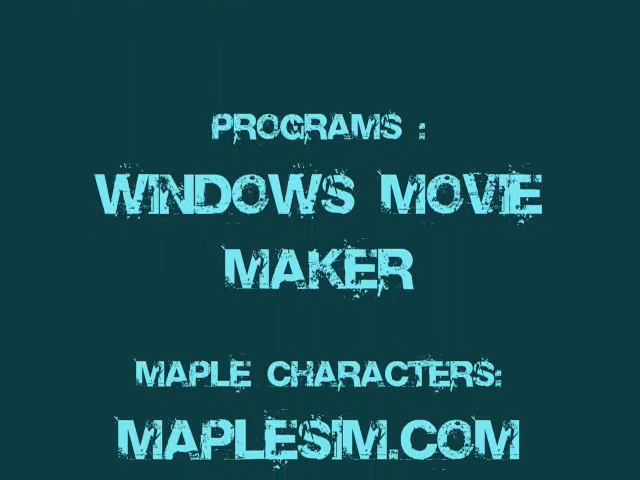 PROGRAMS :
WINDOWS MOVIE
MAKER
MAPLE CHARACTERS:
MAPLESIM.COM